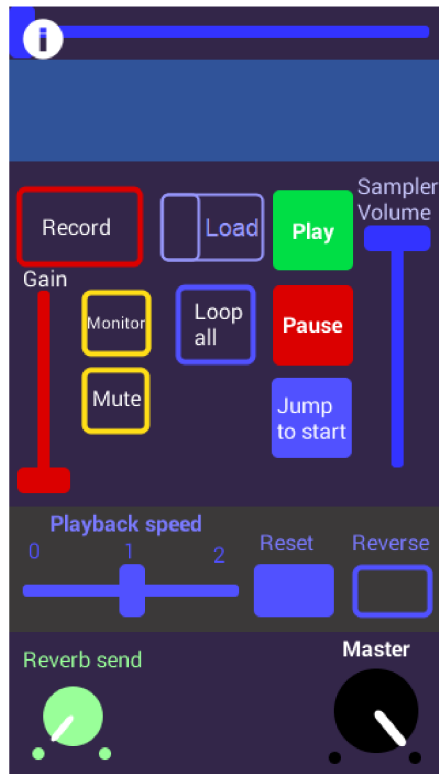 i
Sampler
Volume
Record
Load
Play
Gain
Monitor
Loop
all
Pause
Mute
Jump
to start
Playback speed
0 1 2
Reset
Reverse
Reverb send
Master